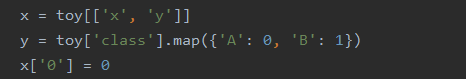 x = toy[['x', 'y']]
y = toy['class'].map({'A': 0, 'B': 1})
x['0'] = 0